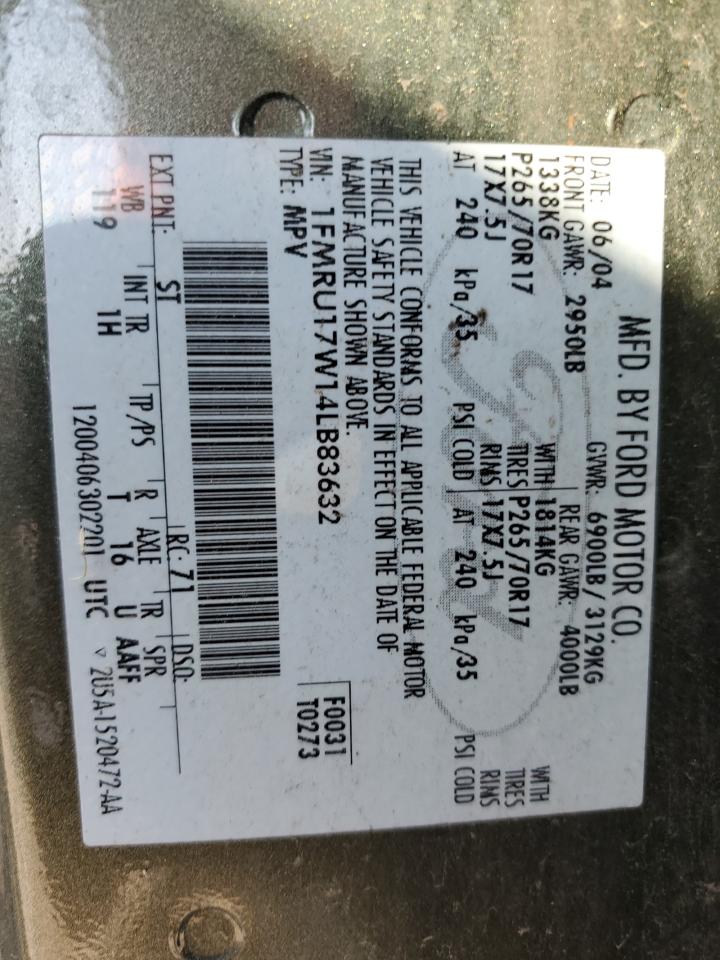 MFD. BY FORD MOTOR CO.
DATE: 06/04 GVWR: 6900LB / 3129KG
FRONT GAWR: 2950LB REAR GAWR: 4000LB
1338KG WITH 1814KG WITH
P265/70R17 TIRES P265/70R17 TIRES
17X7.5J RIMS 17X7.5J RIMS
AT 240 kPa/35 PSI COLD AT 240 kPa/35 PSI COLD
THIS VEHICLE CONFORMS TO ALL APPLICABLE FEDERAL MOTOR
VEHICLE SAFETY STANDARDS IN EFFECT ON THE DATE OF
MANUFACTURE SHOWN ABOVE.
VIN: 1FMRU17W14LB83632 F0031
TYPE: MPV T0273
EXT PNT: ST RC: 71 DSO:
WB INT TR TP/PS R AXLE TR SPR
119 1H T 16 U AAFF
1200406302201 UTC ▽ 2U5A-1520472-AA
Ford